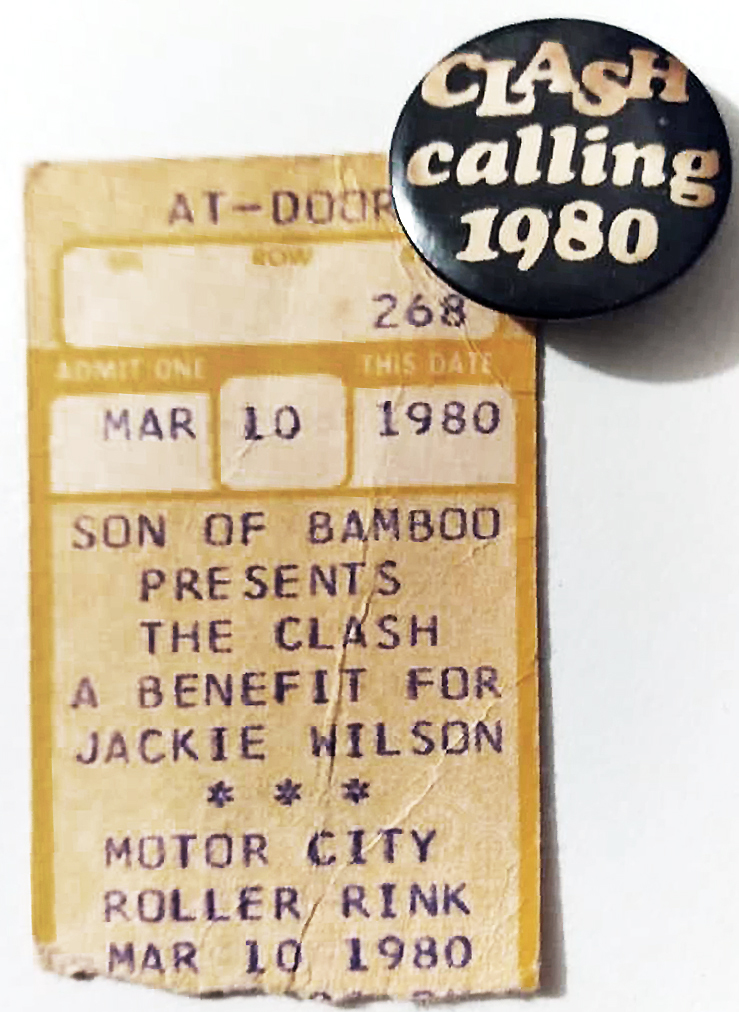 CLASH
calling
1980
AT-DOOR
ROW
268
ADMIT ONE THIS DATE
MAR 10 1980
SON OF BAMBOO
PRESENTS
THE CLASH
A BENEFIT FOR
JACKIE WILSON
* * *
MOTOR CITY
ROLLER RINK
MAR 10 1980